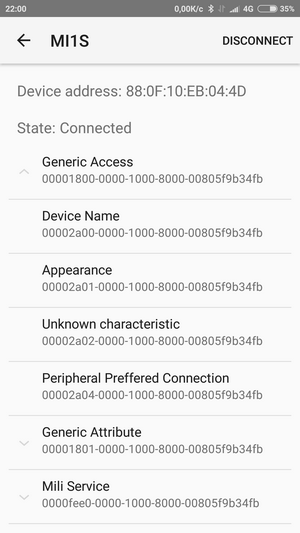 22:00 0,00K/c 4G 35%
MI1S DISCONNECT
Device address: 88:0F:10:EB:04:4D
State: Connected
Generic Access
00001800-0000-1000-8000-00805f9b34fb
Device Name
00002a00-0000-1000-8000-00805f9b34fb
Appearance
00002a01-0000-1000-8000-00805f9b34fb
Unknown characteristic
00002a02-0000-1000-8000-00805f9b34fb
Peripheral Preffered Connection
00002a04-0000-1000-8000-00805f9b34fb
Generic Attribute
00001801-0000-1000-8000-00805f9b34fb
Mili Service
0000fee0-0000-1000-8000-00805f9b34fb